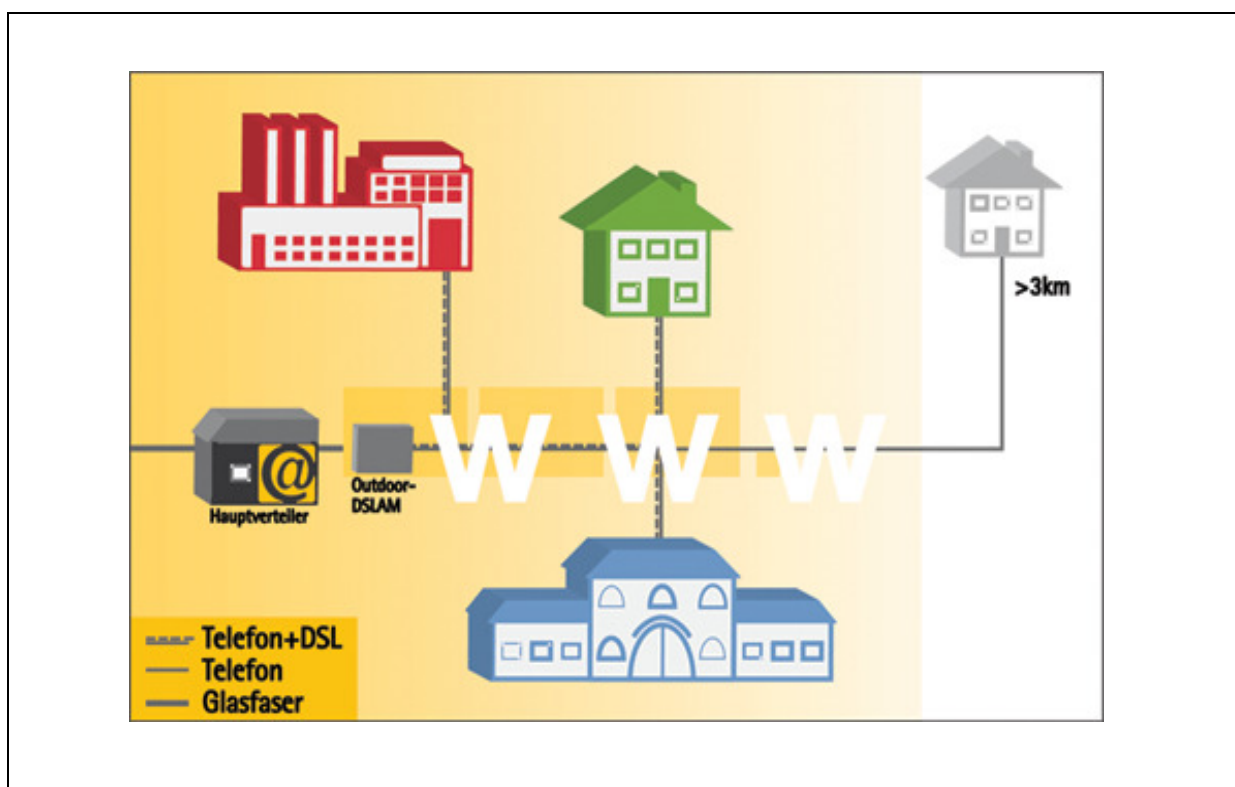 >3km
W W W
@
Hauptverteiler
Outdoor-
DSLAM
Telefon+DSL
Telefon
Glasfaser